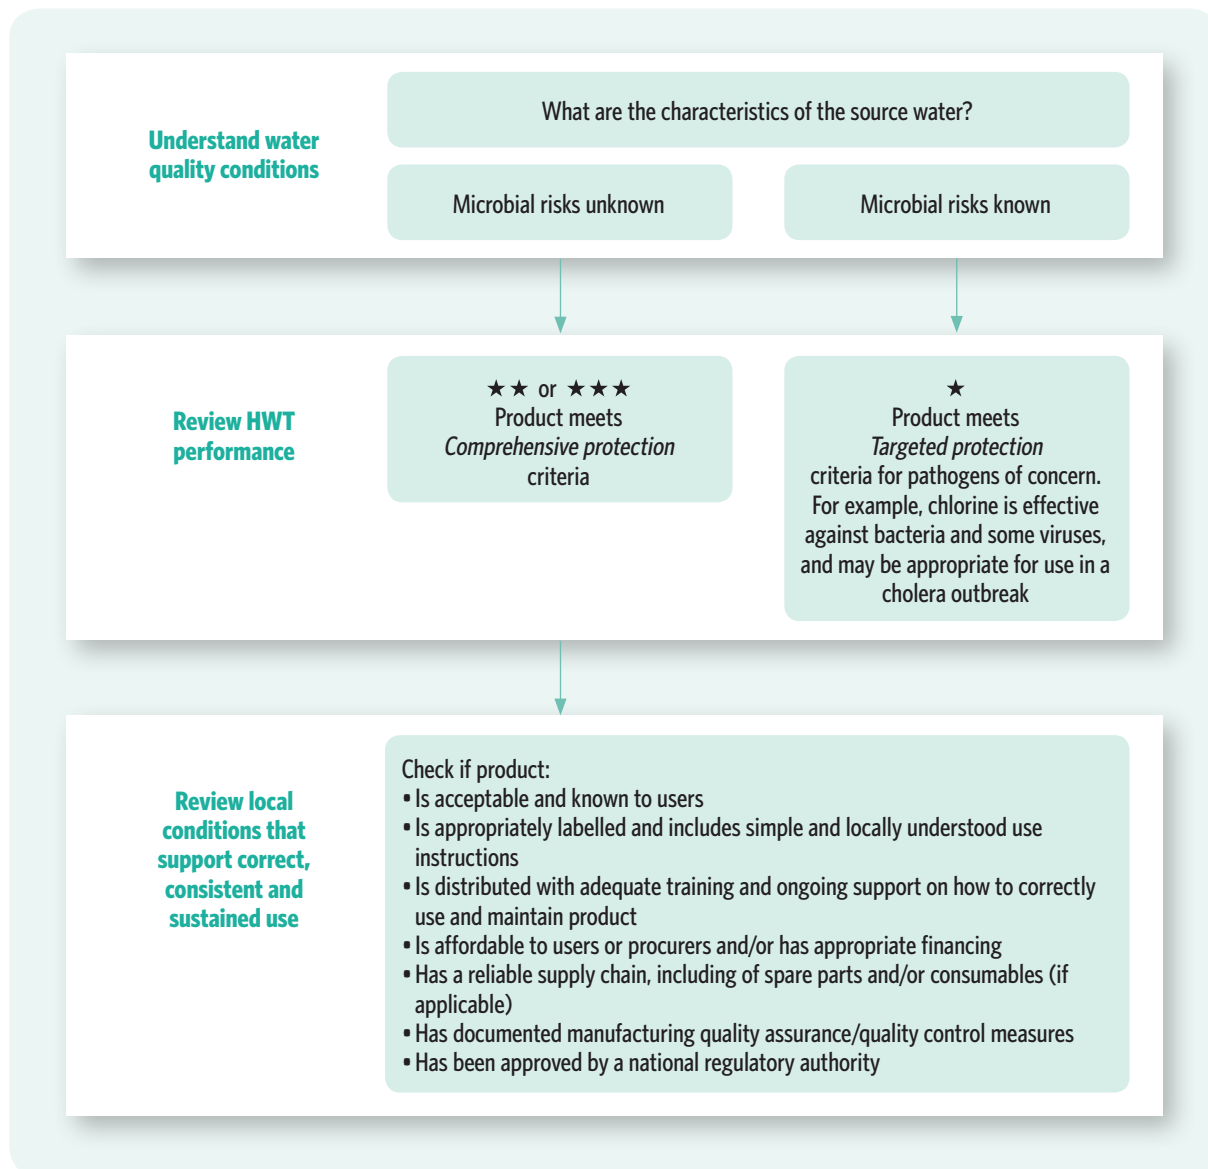 Understand water
quality conditions
What are the characteristics of the source water?
Microbial risks unknown
Microbial risks known
Review HWT
performance
★★ or ★★★
Product meets
Comprehensive protection
criteria
★
Product meets
Targeted protection
criteria for pathogens of concern.
For example, chlorine is effective
against bacteria and some viruses,
and may be appropriate for use in a
cholera outbreak
Review local
conditions that
support correct,
consistent and
sustained use
Check if product:
• Is acceptable and known to users
• Is appropriately labelled and includes simple and locally understood use
instructions
• Is distributed with adequate training and ongoing support on how to correctly
use and maintain product
• Is affordable to users or procurers and/or has appropriate financing
• Has a reliable supply chain, including of spare parts and/or consumables (if
applicable)
• Has documented manufacturing quality assurance/quality control measures
• Has been approved by a national regulatory authority